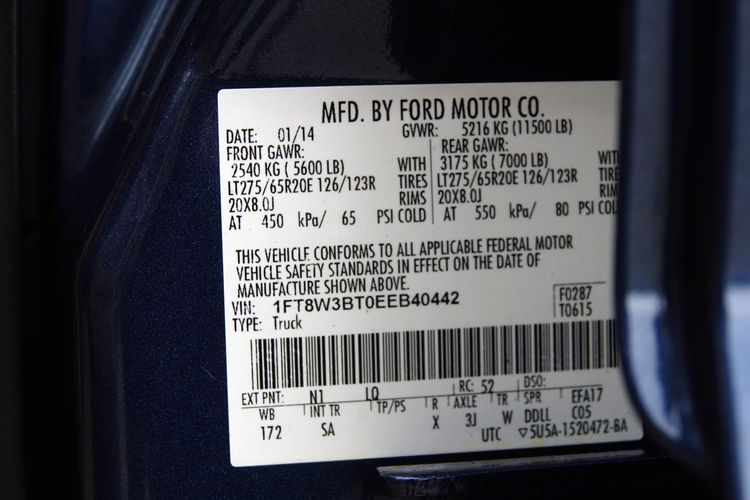 MFD. BY FORD MOTOR CO.
DATE: 01/14 GVWR: 5216 KG (11500 LB)
FRONT GAWR: REAR GAWR:
2540 KG ( 5600 LB) WITH 3175 KG ( 7000 LB) WITH
LT275/65R20E 126/123R TIRES LT275/65R20E 126/123R TIRES
20X8.0J RIMS 20X8.0J RIMS
AT 450 kPa/ 65 PSI COLD AT 550 kPa/ 80 PSI COL
THIS VEHICLE CONFORMS TO ALL APPLICABLE FEDERAL MOTOR
VEHICLE SAFETY STANDARDS IN EFFECT ON THE DATE OF
MANUFACTURE SHOWN ABOVE.
VIN: 1FT8W3BT0EEB40442 F0287
TYPE: Truck T0615
EXT PNT: N1 LQ RC: 52 DSO:
WB INT TR TP/PS R AXLE TR SPR EFA17
172 SA X 3J W DDLL C05
UTC ▽5U5A-1520472-BA